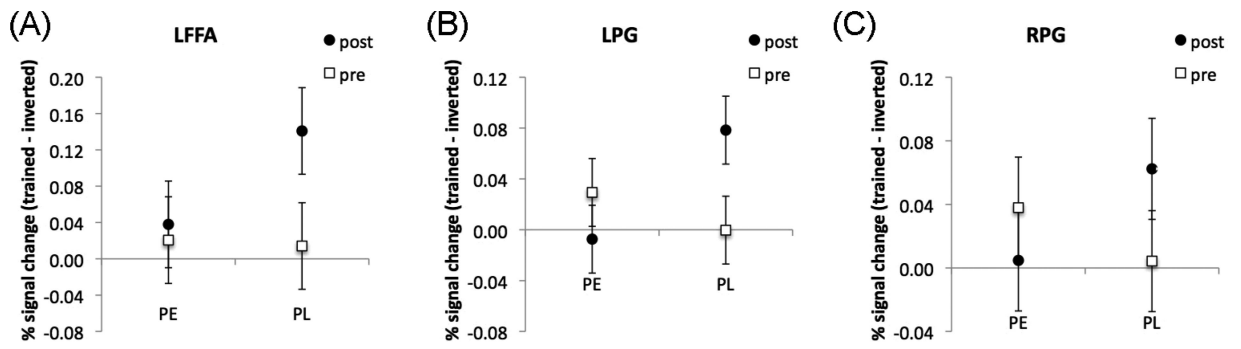 (A)
LFFA
post
pre
% signal change (trained - inverted)
0.20
0.16
0.12
0.08
0.04
0.00
-0.04
-0.08
PE
PL
(B)
LPG
post
pre
% signal change (trained - inverted)
0.12
0.08
0.04
0.00
-0.04
-0.08
PE
PL
(C)
RPG
post
pre
% signal change (trained - inverted)
0.12
0.08
0.04
0.00
-0.04
PE
PL